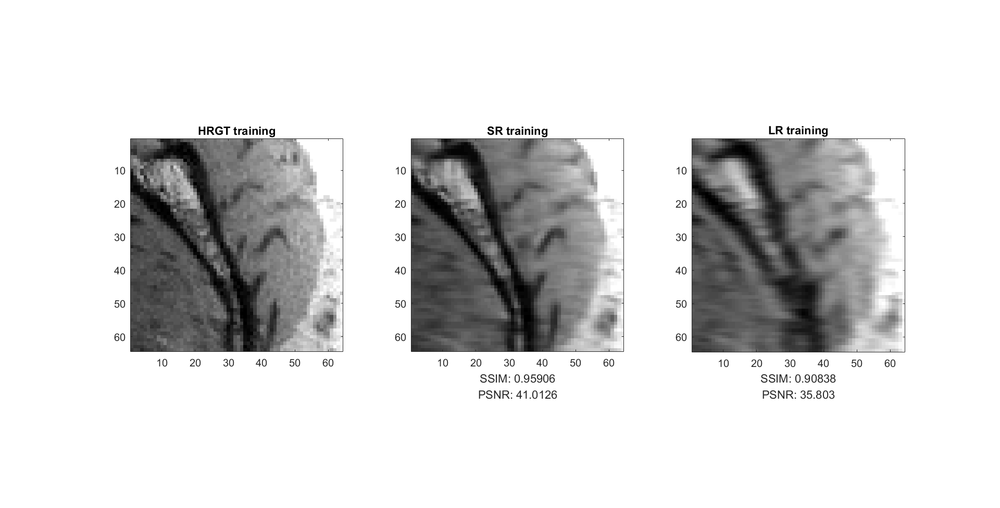 HRGT training
SR training
LR training
10
20
30
40
50
60
10 20 30 40 50 60
10
20
30
40
50
60
10 20 30 40 50 60
SSIM: 0.95906
PSNR: 41.0126
10
20
30
40
50
60
10 20 30 40 50 60
SSIM: 0.90838
PSNR: 35.803